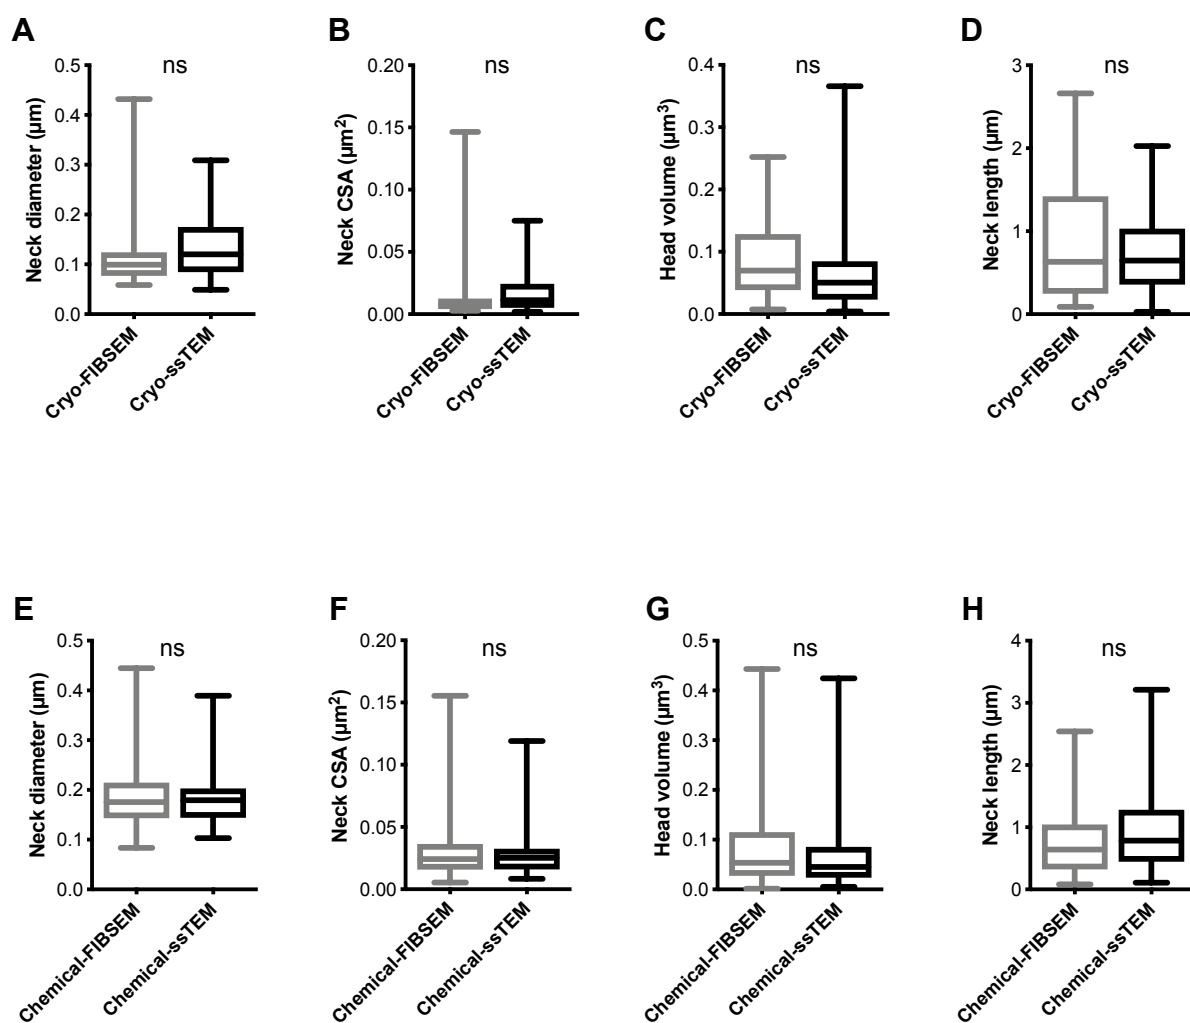 A
ns
Neck diameter (µm)
0.5
0.4
0.3
0.2
0.1
0.0
Cryo-FIBSEM
Cryo-ssTEM
B
ns
Neck CSA (µm²)
0.20
0.15
0.10
0.05
0.00
Cryo-FIBSEM
Cryo-ssTEM
C
ns
Head volume (µm³)
0.4
0.3
0.2
0.1
0.0
Cryo-FIBSEM
Cryo-ssTEM
D
ns
Neck length (µm)
3
2
1
0
Cryo-FIBSEM
Cryo-ssTEM
E
ns
Neck diameter (µm)
0.5
0.4
0.3
0.2
0.1
0.0
Chemical-FIBSEM
Chemical-ssTEM
F
ns
Neck CSA (µm²)
0.20
0.15
0.10
0.05
0.00
Chemical-FIBSEM
Chemical-ssTEM
G
ns
Head volume (µm³)
0.5
0.4
0.3
0.2
0.1
0.0
Chemical-FIBSEM
Chemical-ssTEM
H
ns
Neck length (µm)
4
3
2
1
0
Chemical-FIBSEM
Chemical-ssTEM